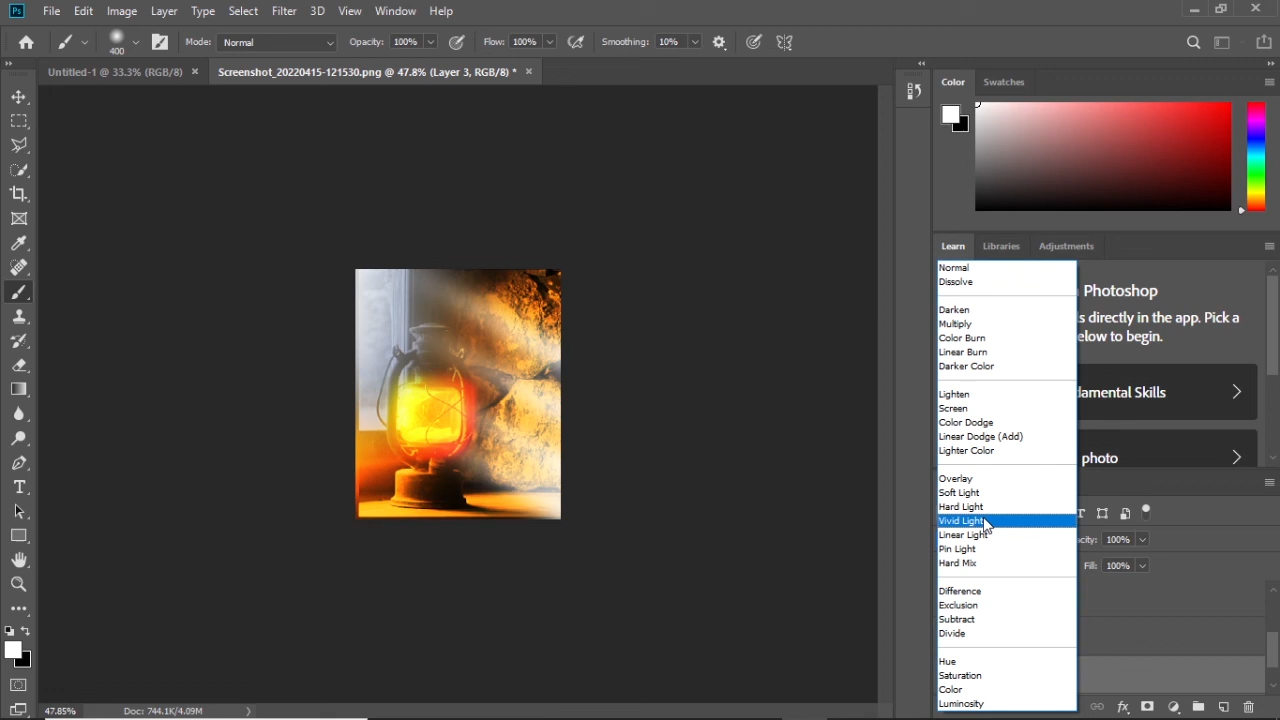 Ps File Edit Image Layer Type Select Filter 3D View Window Help
400 Mode: Normal Opacity: 100% Flow: 100% Smoothing: 10%
Untitled-1 @ 33.3% (RGB/8) × Screenshot_20220415-121530.png @ 47.8% (Layer 3, RGB/8) * ×
Color Swatches
Learn Libraries Adjustments
Normal
Dissolve
Darken
Multiply
Color Burn
Linear Burn
Darker Color
Lighten
Screen
Color Dodge
Linear Dodge (Add)
Lighter Color
Overlay
Soft Light
Hard Light
Vivid Light
Linear Light
Pin Light
Hard Mix
Difference
Exclusion
Subtract
Divide
Hue
Saturation
Color
Luminosity
Photoshop
directly in the app. Pick a
to begin.
Skills
photo
100%
Fill: 100%
47.85% Doc: 744.1K/4.09M